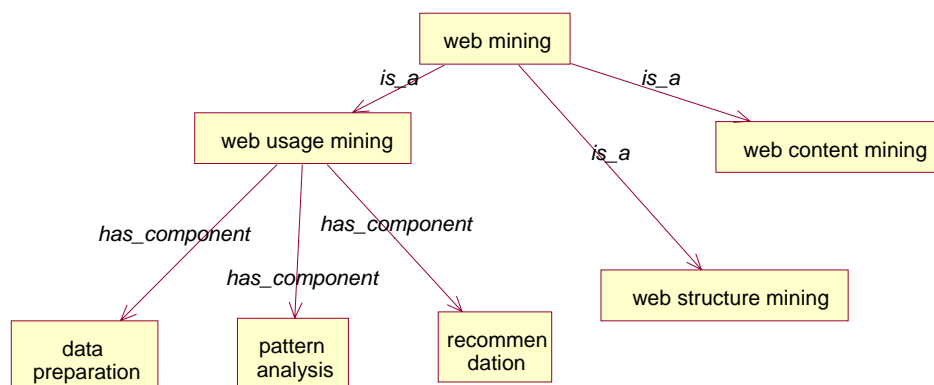 web mining
is_a
is_a
web usage mining
web content mining
is_a
has_component
has_component
has_component
web structure mining
data
preparation
pattern
analysis
recommen
dation